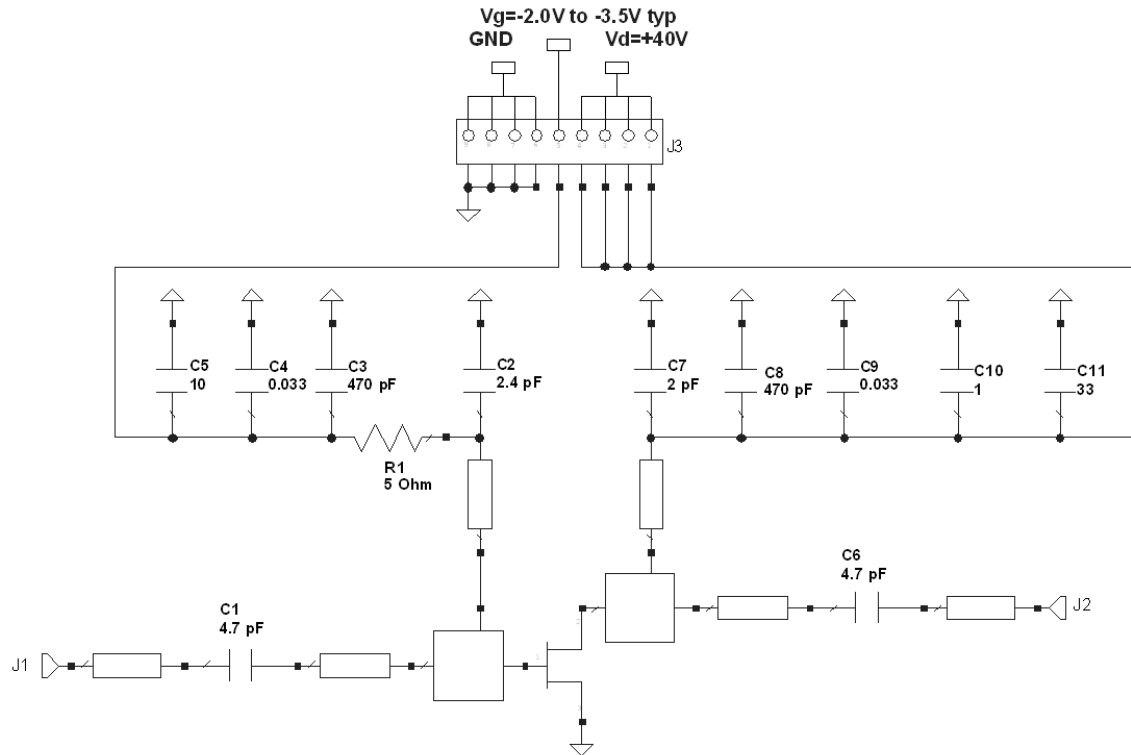 Vg=-2.0V to -3.5V typ
GND
Vd=+40V
J3
C5
10
C4
0.033
C3
470 pF
C2
2.4 pF
C7
2 pF
C8
470 pF
C9
0.033
C10
1
C11
33
R1
5 Ohm
C6
4.7 pF
J2
C1
4.7 pF
J1